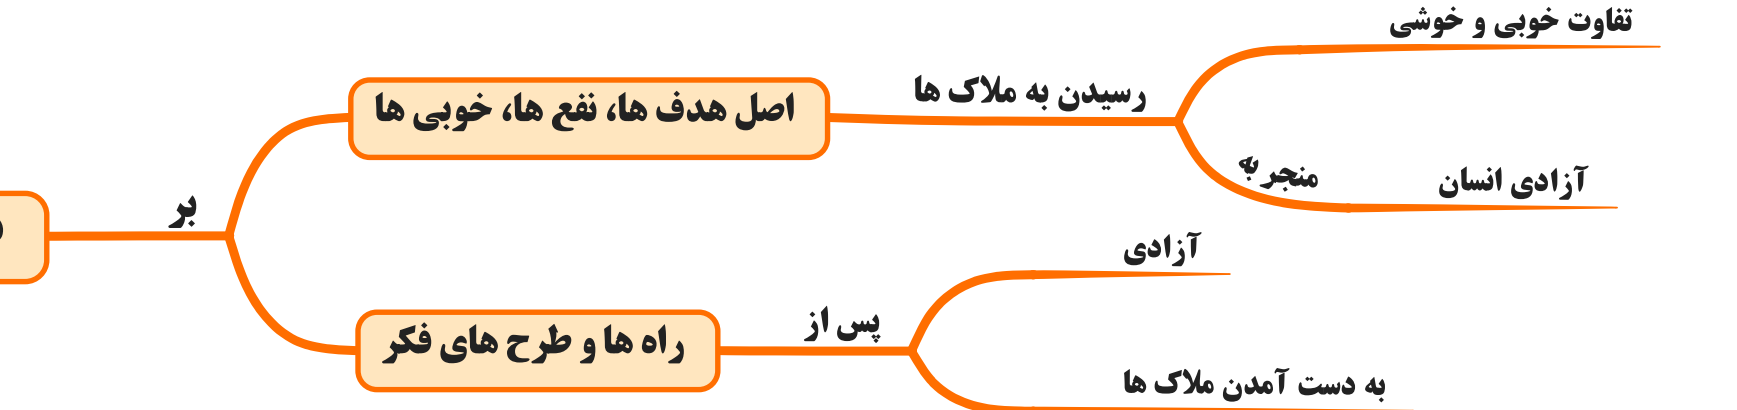 تفاوت خوبی و خوشی
رسیدن به ملاک ها
اصل هدف ها، نفع ها، خوبی ها
منجر به
آزادی انسان
بر
آزادی
پس از
راه ها و طرح های فکر
به دست آمدن ملاک ها